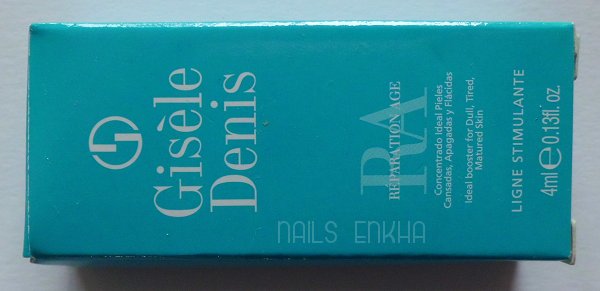 Gisèle
Denis
RA
REPARATION AGE
Concentrado Ideal Pieles
Cansadas, Apagadas y Flácidas
Ideal booster for Dull, Tired,
Matured Skin
LIGNE STIMULANTE
4ml e 0.13fl. oz.
NAILS ENKHA